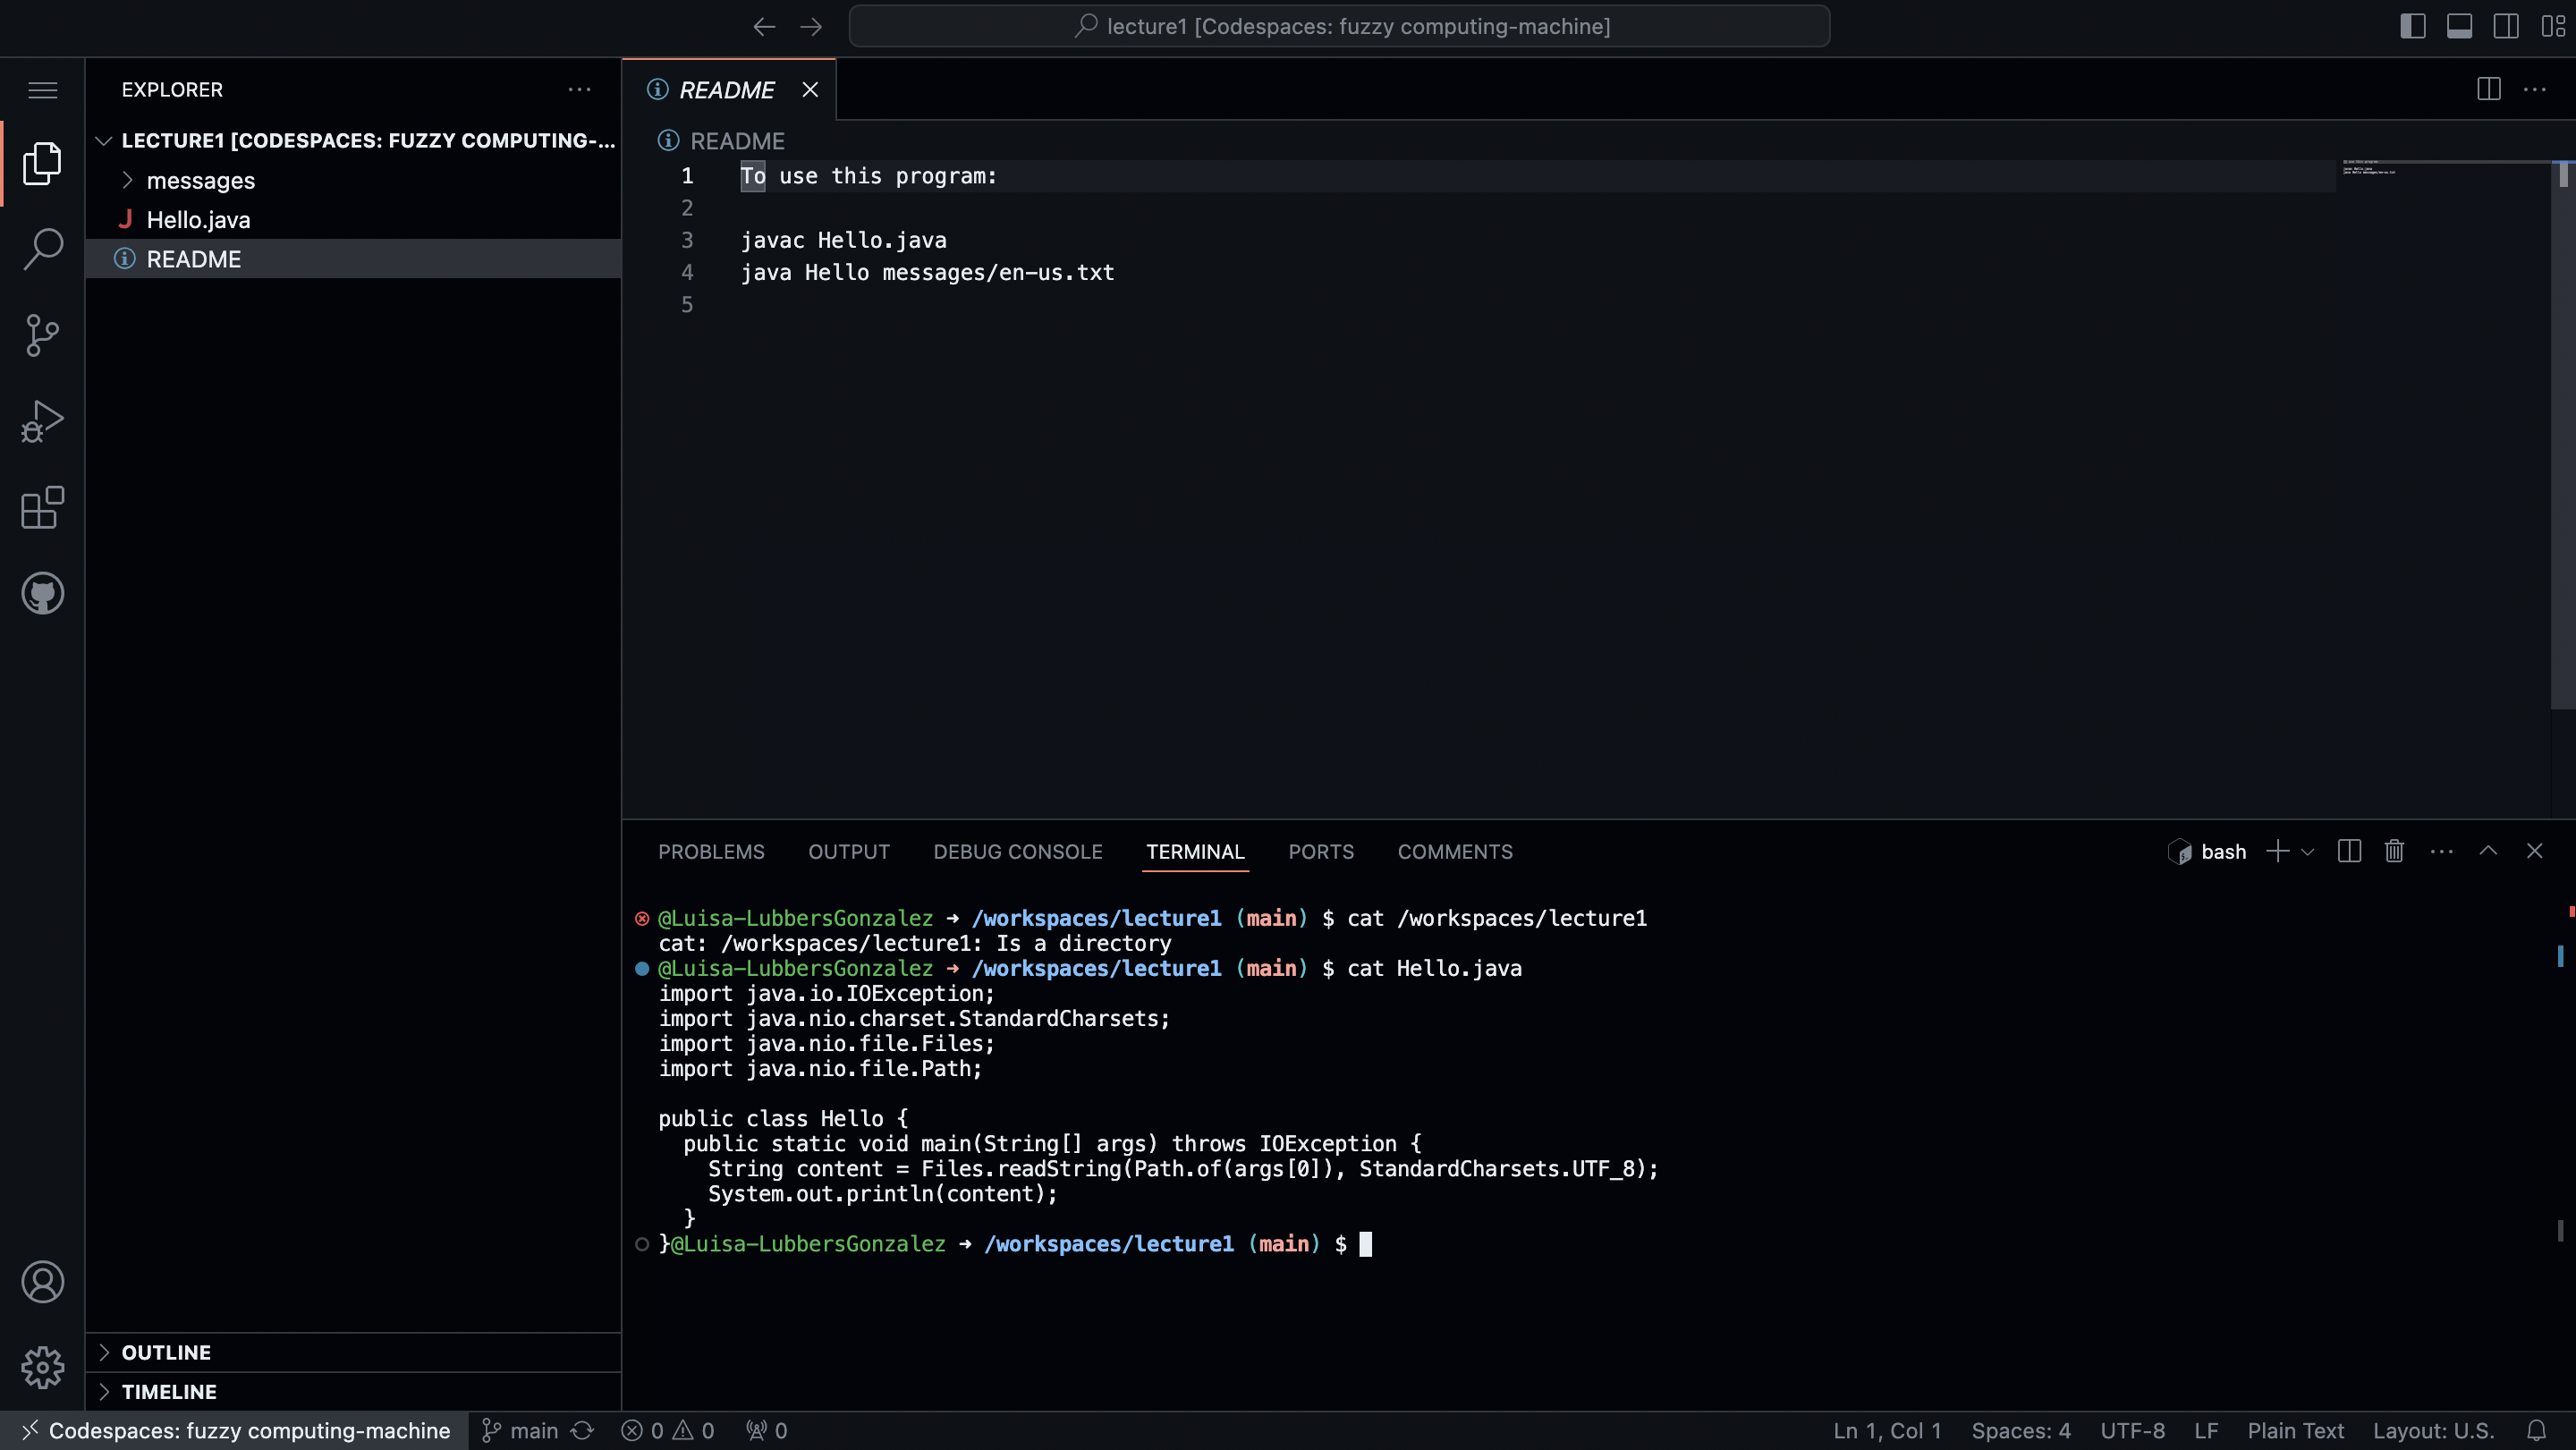 lecture1 [Codespaces: fuzzy computing-machine]
EXPLORER
LECTURE1 [CODESPACES: FUZZY COMPUTING-...
messages
Hello.java
README
OUTLINE
TIMELINE
README
README
1 To use this program:
2
3 javac Hello.java
4 java Hello messages/en-us.txt
5
PROBLEMS OUTPUT DEBUG CONSOLE TERMINAL PORTS COMMENTS
bash
@Luisa-LubbersGonzalez ➜ /workspaces/lecture1 (main) $ cat /workspaces/lecture1
cat: /workspaces/lecture1: Is a directory
@Luisa-LubbersGonzalez ➜ /workspaces/lecture1 (main) $ cat Hello.java
import java.io.IOException;
import java.nio.charset.StandardCharsets;
import java.nio.file.Files;
import java.nio.file.Path;

public class Hello {
  public static void main(String[] args) throws IOException {
    String content = Files.readString(Path.of(args[0]), StandardCharsets.UTF_8);
    System.out.println(content);
  }
}@Luisa-LubbersGonzalez ➜ /workspaces/lecture1 (main) $
Codespaces: fuzzy computing-machine main 0 0 0 Ln 1, Col 1 Spaces: 4 UTF-8 LF Plain Text Layout: U.S.